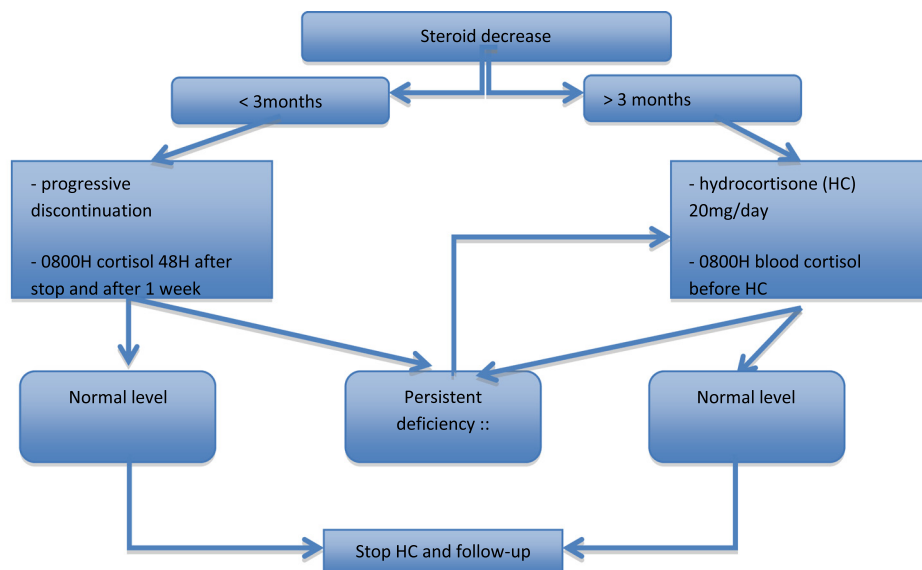 Steroid decrease
< 3months
> 3 months
- progressive
discontinuation
- 0800H cortisol 48H after
stop and after 1 week
- hydrocortisone (HC)
20mg/day
- 0800H blood cortisol
before HC
Normal level
Persistent
deficiency ::
Normal level
Stop HC and follow-up